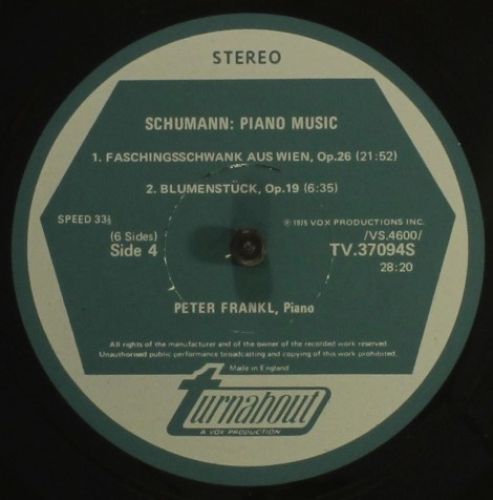 STEREO
SCHUMANN: PIANO MUSIC
1. FASCHINGSSCHWANK AUS WIEN, Op.26 (21:52)
2. BLUMENSTÜCK, Op.19 (6:35)
SPEED 33⅓
(6 Sides)
Side 4
℗ 1975 VOX PRODUCTIONS INC.
/VS.4600/
TV.37094S
28:20
PETER FRANKL, Piano
All rights of the manufacturer and of the owner of the recorded work reserved
Unauthorised public performance broadcasting and copying of this work prohibited.
Made in England
turnabout
A VOX PRODUCTION